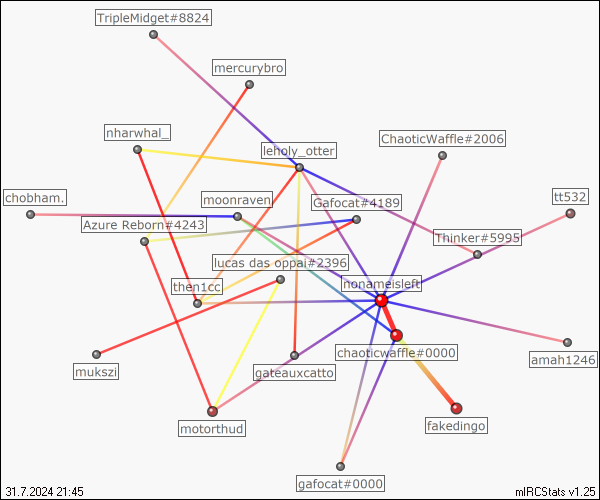 TripleMidget#8824
mercurybro
nharwhal_
leholy_otter
ChaoticWaffle#2006
chobham.
moonraven
Gafocat#4189
tt532
Azure Reborn#4243
Thinker#5995
lucas das oppai#2396
then1cc
nonameisleft
mukszi
gateauxcatto
chaoticwaffle#0000
amah1246
motorthud
fakedingo
gafocat#0000
31.7.2024 21:45
mIRCStats v1.25